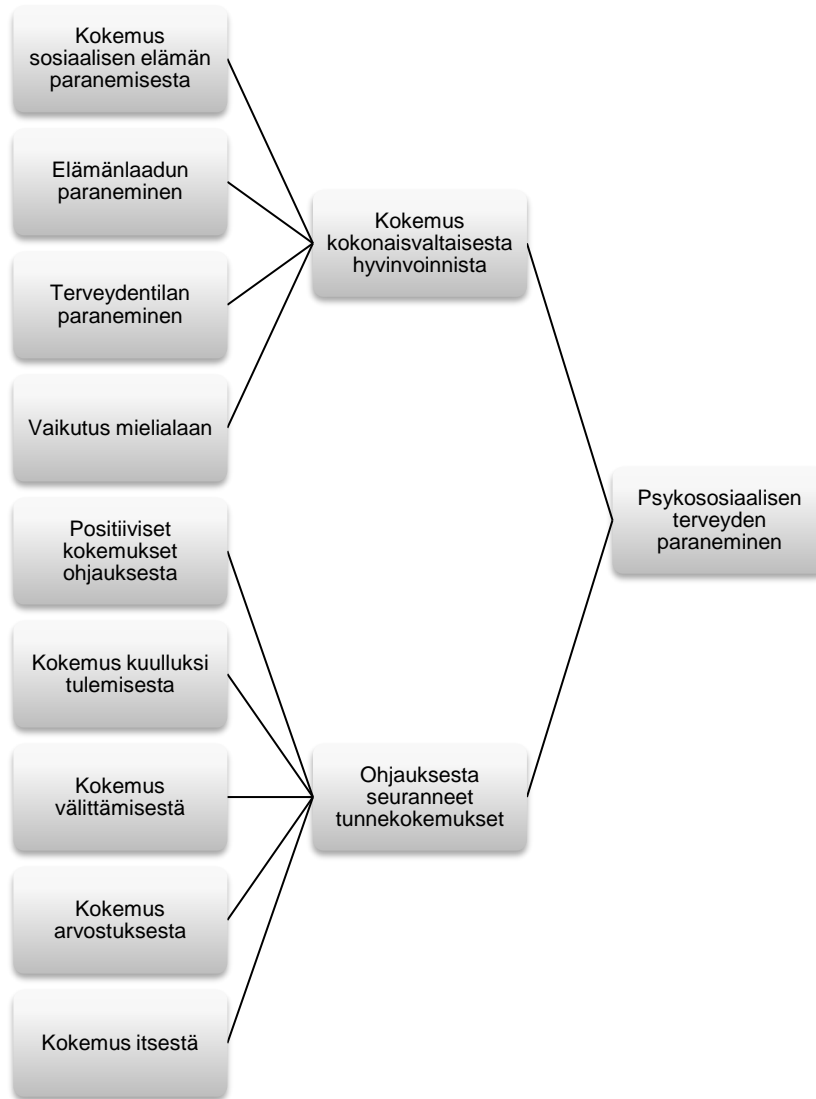 Kokemus
sosiaalisen elämän
paranemisesta
Elämänlaadun
paraneminen
Terveydentilan
paraneminen
Vaikutus mielialaan
Kokemus
kokonaisvaltaisesta
hyvinvoinnista
Positiiviset
kokemukset
ohjauksesta
Kokemus kuulluksi
tulemisesta
Kokemus
välittämisestä
Kokemus
arvostuksesta
Kokemus itsestä
Ohjauksesta
seuranneet
tunnekokemukset
Psykososiaalisen
terveyden
paraneminen